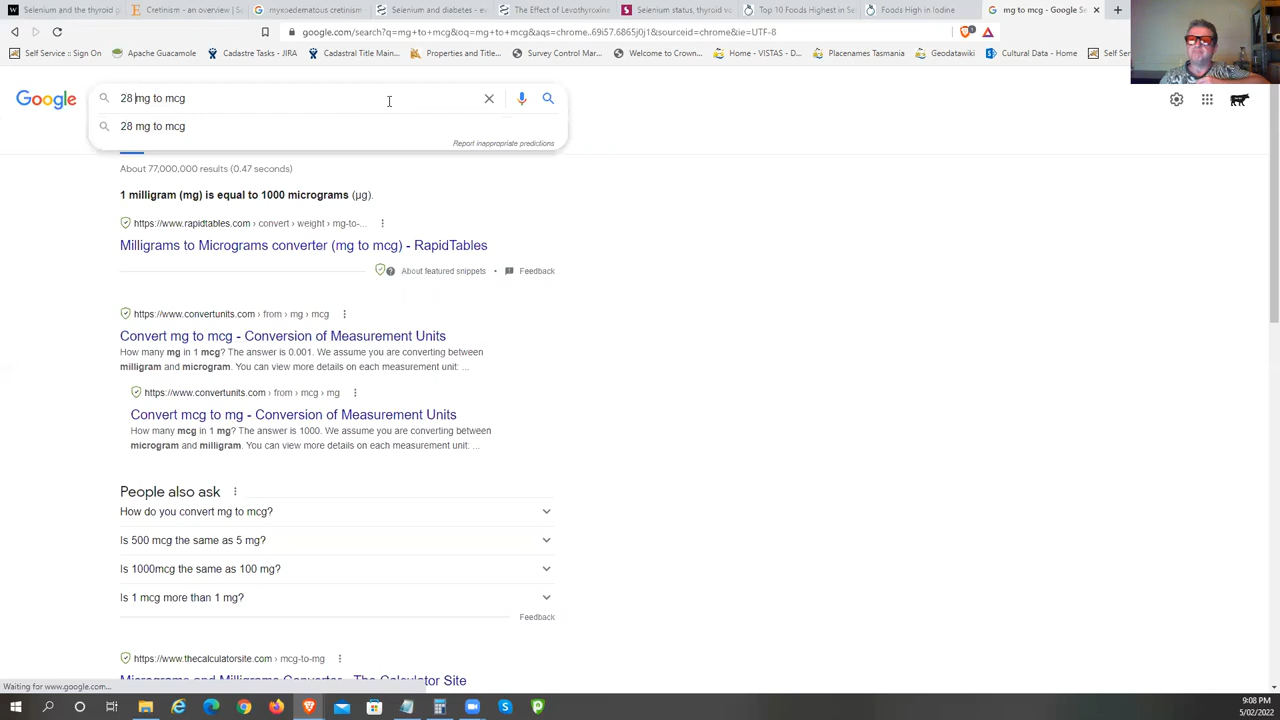 Selenium and the th
Cretinism - an overview | Sc
myxoedematous cretinism
Selenium and diabetes - ev
The Effect of Levothyroxine
Selenium status, thyroid vo
Top 10 Foods Highest in Se
Foods High in Iodine
mg to mcg - Google Se
google.com/search?q=mg+to+mcg&oq=mg+to+mcg&aqs=chrome..69i57.6865j0j1&sourceid=chrome&ie=UTF-8
Self Service :: Sign On
Apache Guacamole
Cadastre Tasks - JIRA
Cadastral Title Main...
Survey Control Mar...
Welcome to Crown...
Home - VISTAS - D...
Placenames Tasmania
Geodatawiki
Cultural Data - Home
Self Serv
Google
28 mg to mcg
28 mg to mcg
Report inappropriate predictions
About 77,000,000 results (0.47 seconds)
1 milligram (mg) is equal to 1000 micrograms (μg).
https://www.rapidtables.com › convert › weight › mg-to-...
Milligrams to Micrograms converter (mg to mcg) - RapidTables
About featured snippets • Feedback
https://www.convertunits.com › from › mg › mcg
Convert mg to mcg - Conversion of Measurement Units
How many mg in 1 mcg? The answer is 0.001. We assume you are converting between
milligram and microgram. You can view more details on each measurement unit: ...
https://www.convertunits.com › from › mcg › mg
Convert mcg to mg - Conversion of Measurement Units
How many mcg in 1 mg? The answer is 1000. We assume you are converting between
microgram and milligram. You can view more details on each measurement unit: ...
People also ask
How do you convert mg to mcg?
Is 500 mcg the same as 5 mg?
Is 1000mcg the same as 100 mg?
Is 1 mcg more than 1 mg?
Feedback
https://www.thecalculatorsite.com › mcg-to-mg
Micrograms and Milligrams Converter - The Calculator Site
Waiting for www.google.com...
9:08 PM
5/02/2022